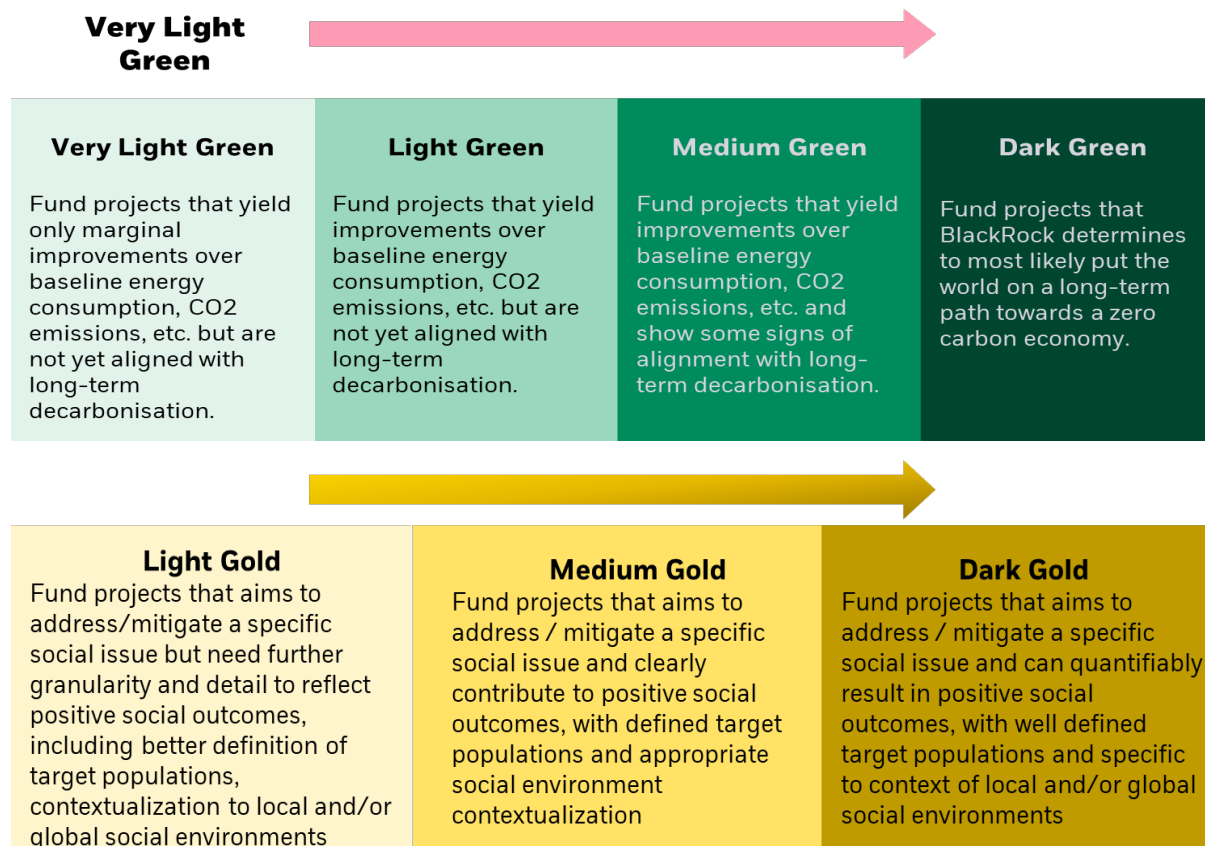 Very Light
Green
Very Light Green
Fund projects that yield
only marginal
improvements over
baseline energy
consumption, CO2
emissions, etc. but are
not yet aligned with
long-term
decarbonisation.
Light Green
Fund projects that yield
improvements over
baseline energy
consumption, CO2
emissions, etc. but are
not yet aligned with
long-term
decarbonisation.
Medium Green
Fund projects that yield
improvements over
baseline energy
consumption, CO2
emissions, etc. and
show some signs of
alignment with long-
term decarbonisation.
Dark Green
Fund projects that
BlackRock determines
to most likely put the
world on a long-term
path towards a zero
carbon economy.
Light Gold
Fund projects that aims to
address/mitigate a specific
social issue but need further
granularity and detail to reflect
positive social outcomes,
including better definition of
target populations,
contextualization to local and/or
global social environments
Medium Gold
Fund projects that aims to
address / mitigate a specific
social issue and clearly
contribute to positive social
outcomes, with defined target
populations and appropriate
social environment
contextualization
Dark Gold
Fund projects that aims to
address / mitigate a specific
social issue and can quantifiably
result in positive social
outcomes, with well defined
target populations and specific
to context of local and/or global
social environments